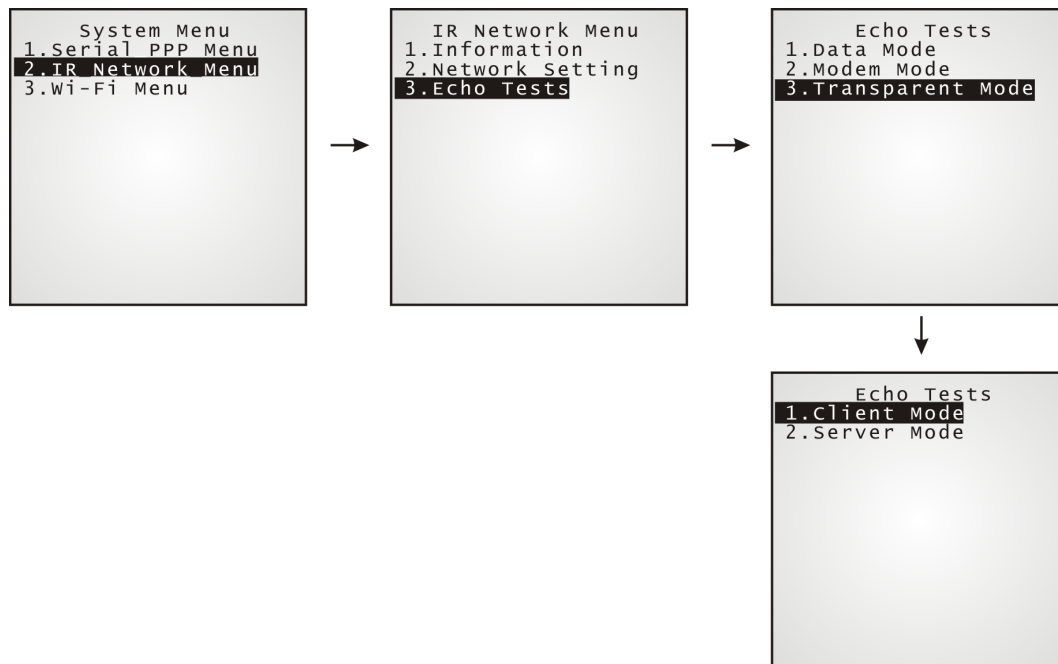 System Menu
1.Serial PPP Menu
2.IR Network Menu
3.Wi-Fi Menu
IR Network Menu
1.Information
2.Network Setting
3.Echo Tests
Echo Tests
1.Data Mode
2.Modem Mode
3.Transparent Mode
Echo Tests
1.Client Mode
2.Server Mode